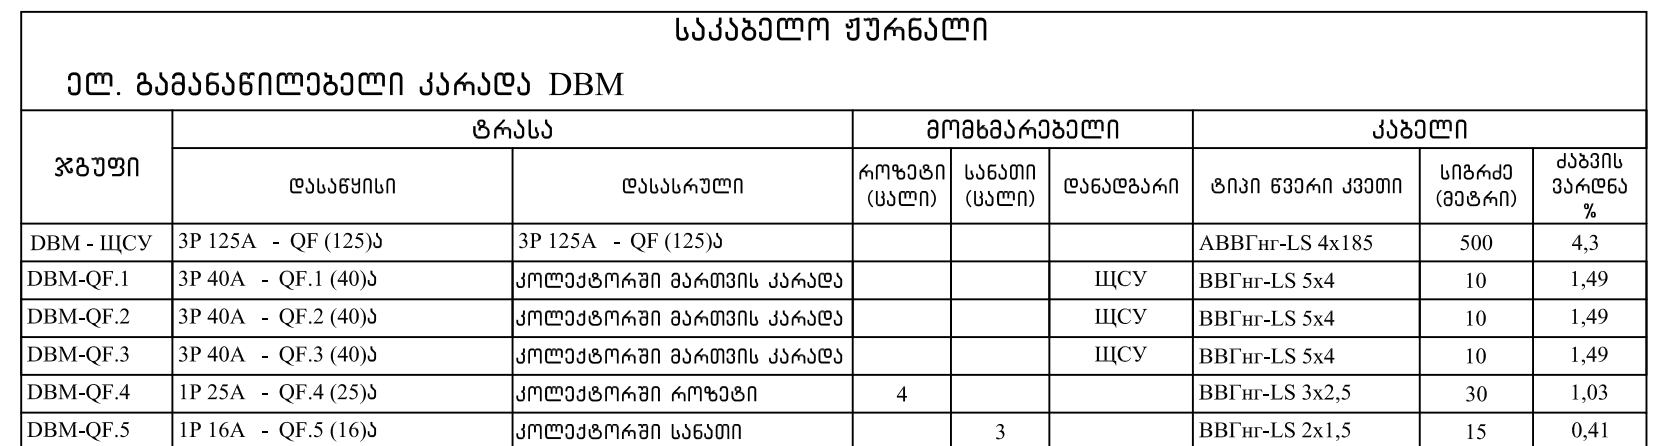 საკაბელო ჟურნალი
ელ. გამანაწილებელი კარადა DBM
ჯგუფი ტრასა მომხმარებელი კაბელი
დასაწყისი დასასრული როზეტი (ცალი) სანათი (ცალი) დანადგარი ტიპი წვერი კვეთი სიგრძე (მეტრი) ძაბვის ვარდნა %
DBM - ЩСУ 3P 125A - QF (125)ა 3P 125A - QF (125)ა АВВГнг-LS 4x185 500 4,3
DBM-QF.1 3P 40A - QF.1 (40)ა კოლექტორში მართვის კარადა ЩСУ ВВГнг-LS 5x4 10 1,49
DBM-QF.2 3P 40A - QF.2 (40)ა კოლექტორში მართვის კარადა ЩСУ ВВГнг-LS 5x4 10 1,49
DBM-QF.3 3P 40A - QF.3 (40)ა კოლექტორში მართვის კარადა ЩСУ ВВГнг-LS 5x4 10 1,49
DBM-QF.4 1P 25A - QF.4 (25)ა კოლექტორში როზეტი 4 ВВГнг-LS 3x2,5 30 1,03
DBM-QF.5 1P 16A - QF.5 (16)ა კოლექტორში სანათი 3 ВВГнг-LS 2x1,5 15 0,41